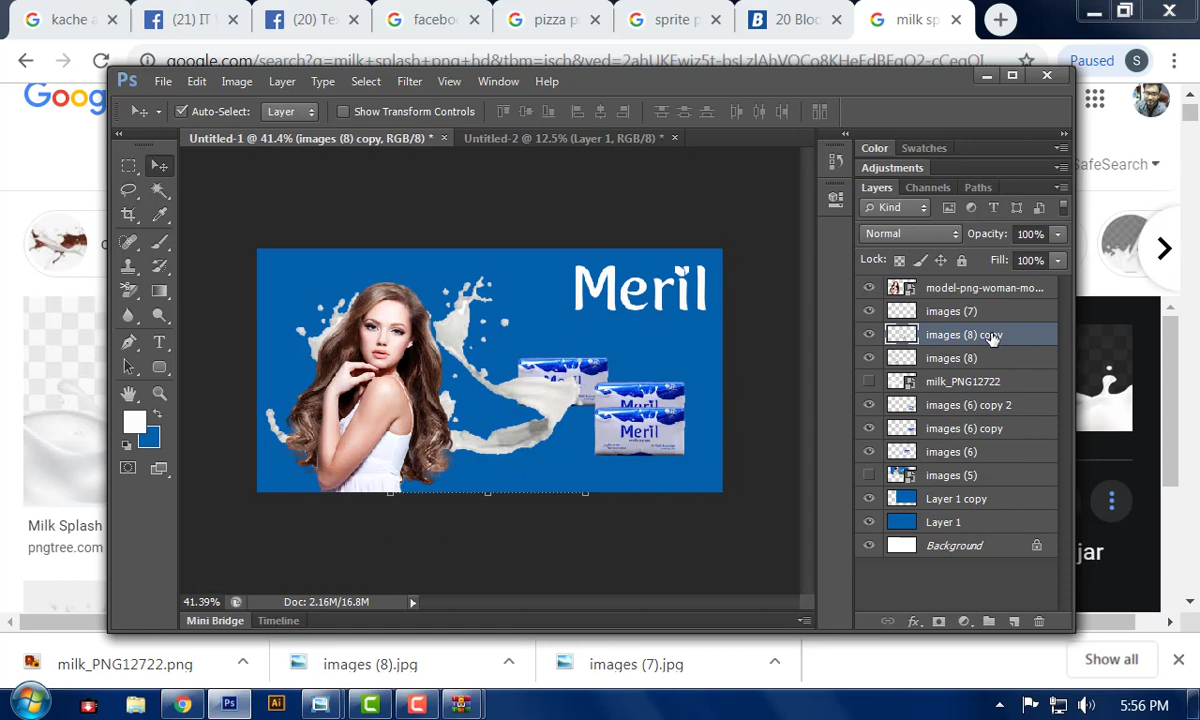 kache a
(21) IT
(20) Te
faceboo
pizza p
sprite p
20 Bloo
milk sp
google.com/search?q=milk+splash+png+hd&tbm=isch&ved=
Paused S
Goog
SafeSearch
Ps File Edit Image Layer Type Select Filter View Window Help
Auto-Select: Layer Show Transform Controls
Untitled-1 @ 41.4% (images (8) copy, RGB/8) * Untitled-2 @ 12.5% (Layer 1, RGB/8) *
Color Swatches
Adjustments
Layers Channels Paths
Kind
Normal Opacity: 100%
Lock: Fill: 100%
model-png-woman-mo...
images (7)
images (8) copy
images (8)
milk_PNG12722
images (6) copy 2
images (6) copy
images (6)
images (5)
Layer 1 copy
Layer 1
Background
Meril
Meril
Meril
Milk Splash
pngtree.com
jar
41.39% Doc: 2.16M/16.8M
Mini Bridge Timeline
milk_PNG12722.png images (8).jpg images (7).jpg Show all
Ps Ai 5:56 PM